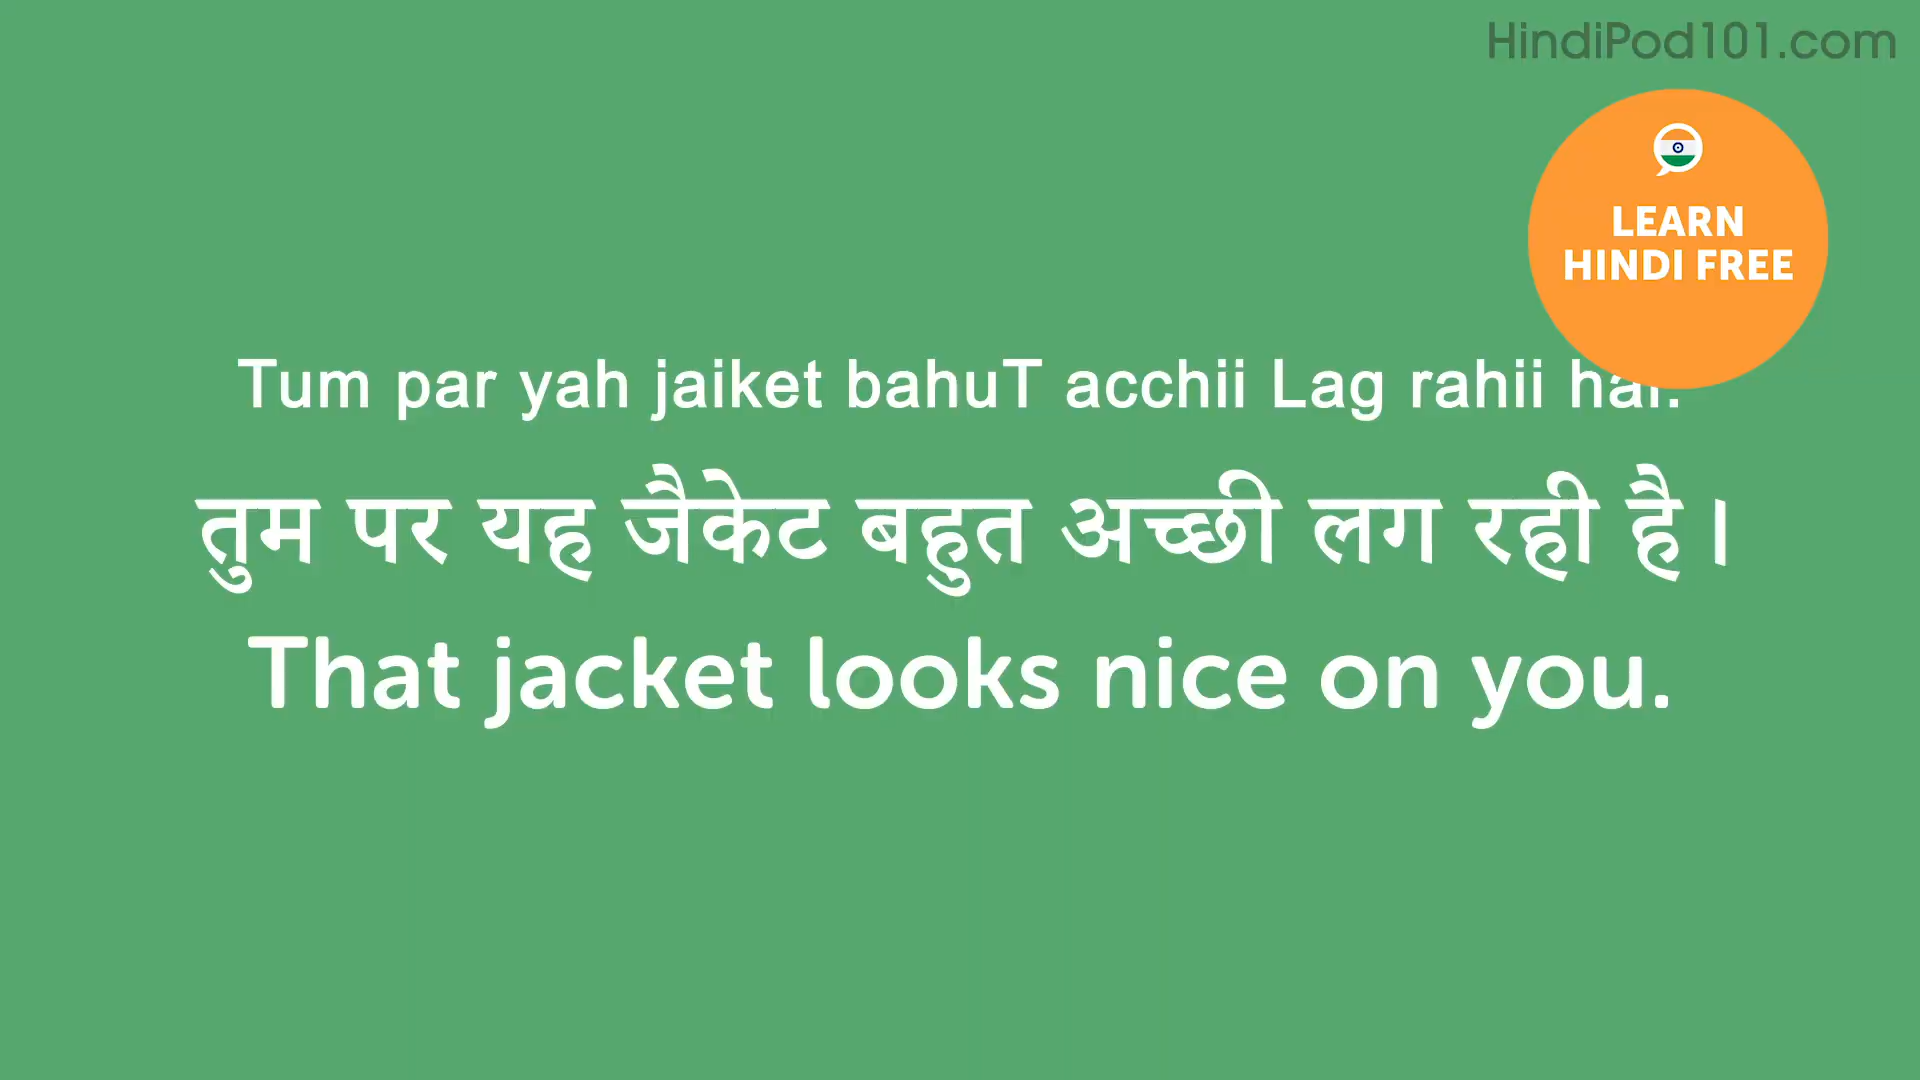 HindiPod101.com
LEARN
HINDI FREE
Tum par yah jaiket bahuT acchii Lag rahii hai.
तुम पर यह जैकेट बहुत अच्छी लग रही है।
That jacket looks nice on you.